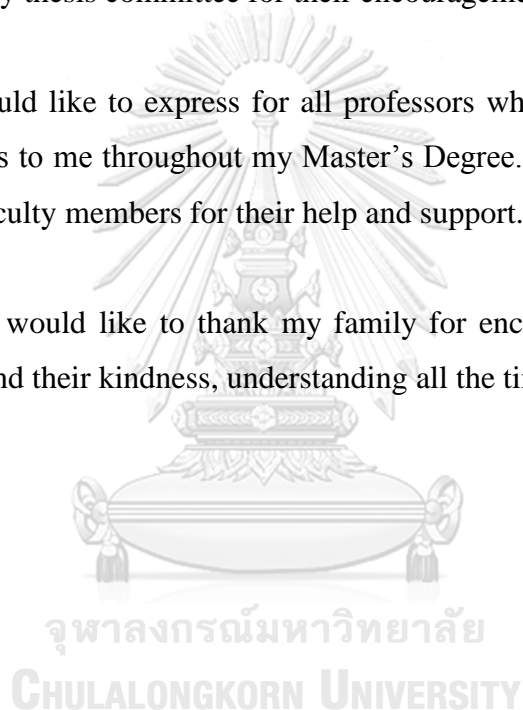 y thesis committee for their encouragemen
uld like to express for all professors wh
s to me throughout my Master's Degree.
culty members for their help and support.
would like to thank my family for enc
nd their kindness, understanding all the ti
จุฬาลงกรณ์มหาวิทยาลัย
CHULALONGKORN UNIVERSITY